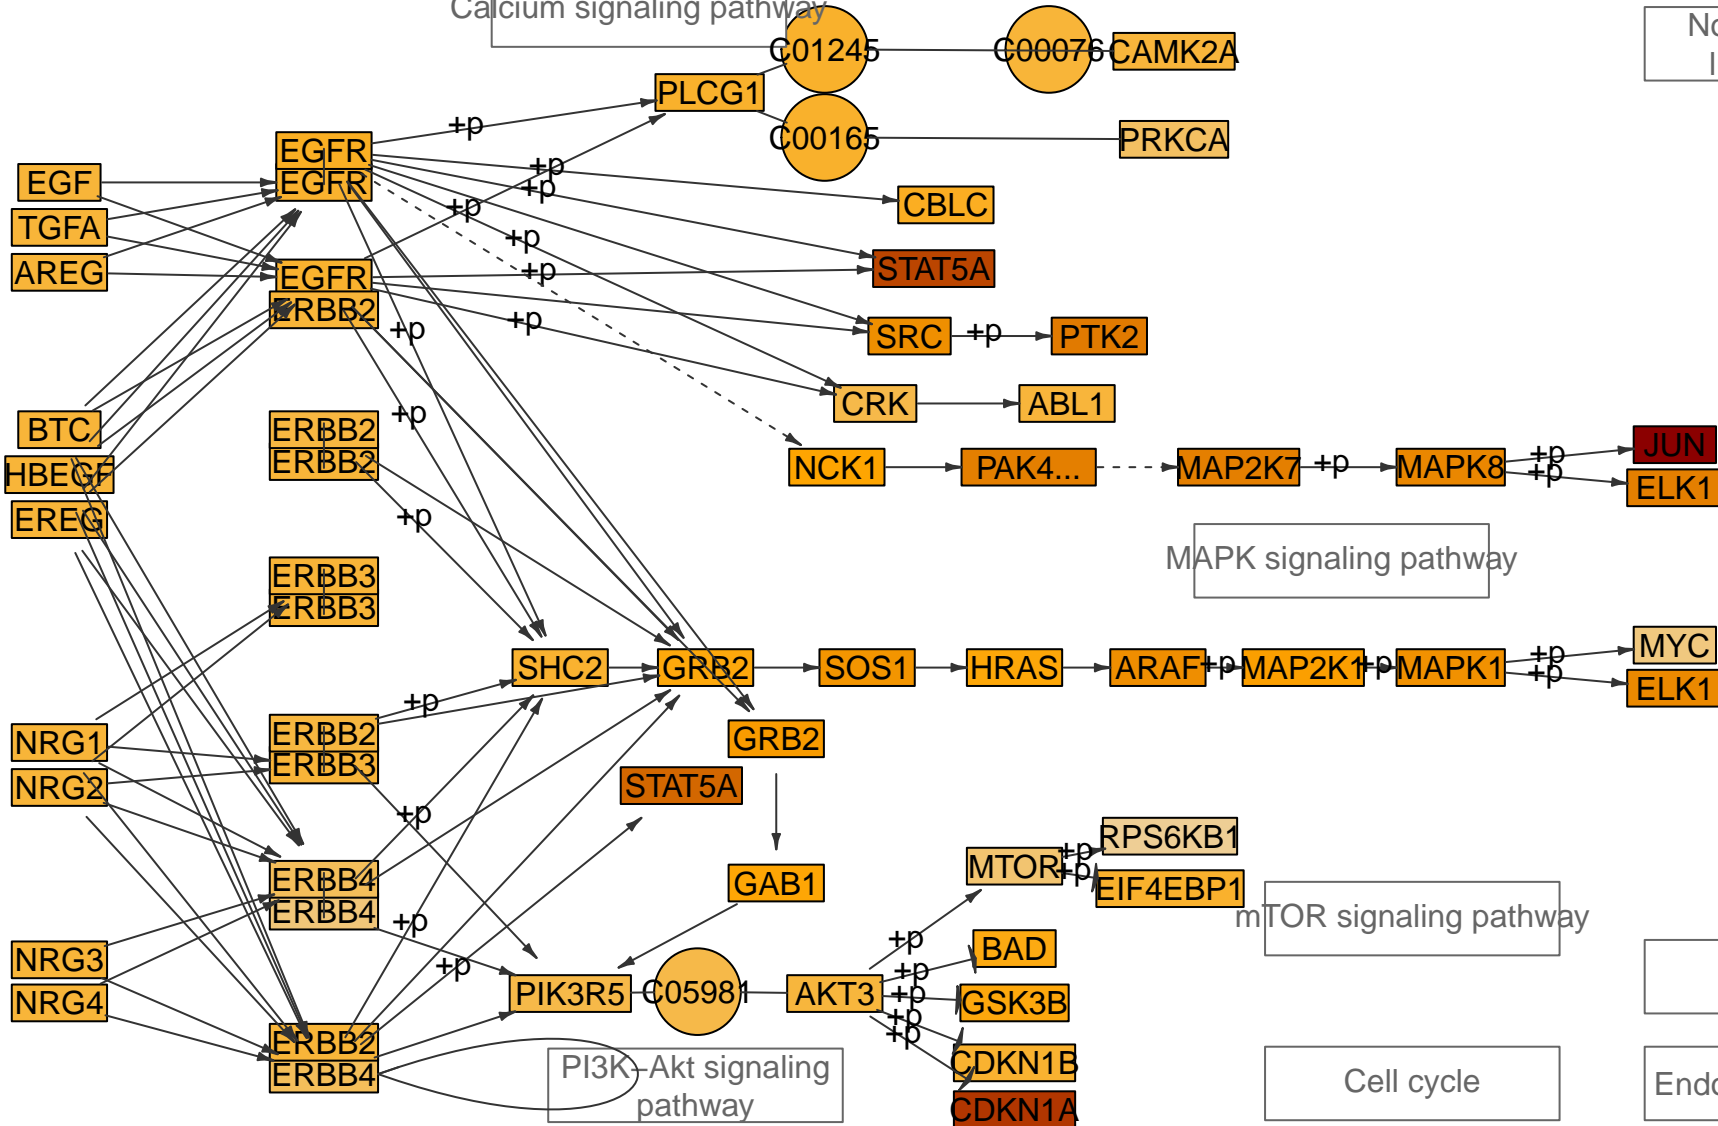 Calcium signaling pathway
No
C01245
C00076
CAMK2A
PLCG1
+p
C00165
PRKCA
EGFR
EGF
EGFR
+p
+p
CBLC
TGFA
+p
+p
AREG
EGFR
+p
STAT5A
ERBB2
+p
+p
SRC
+p
PTK2
BTC
ERBB2
+p
CRK
ABL1
HBEGF
ERBB2
NCK1
PAK4...
MAP2K7
+p
MAPK8
+p
+p
JUN
ELK1
EREG
+p
MAPK signaling pathway
ERBB3
ERBB3
SHC2
GRB2
SOS1
HRAS
ARAF
+p
MAP2K1
+p
MAPK1
+p
+p
MYC
ELK1
NRG1
ERBB2
+p
GRB2
NRG2
ERBB3
STAT5A
+p
RPS6KB1
MTOR
+p
+p
EIF4EBP1
ERBB4
GAB1
ERBB4
+p
mTOR signaling pathway
NRG3
+p
+p
BAD
NRG4
PIK3R5
C05981
AKT3
+p
+p
GSK3B
+p
+p
ERBB2
ERBB4
PI3K−Akt signaling
pathway
CDKN1B
CDKN1A
Cell cycle
Endo